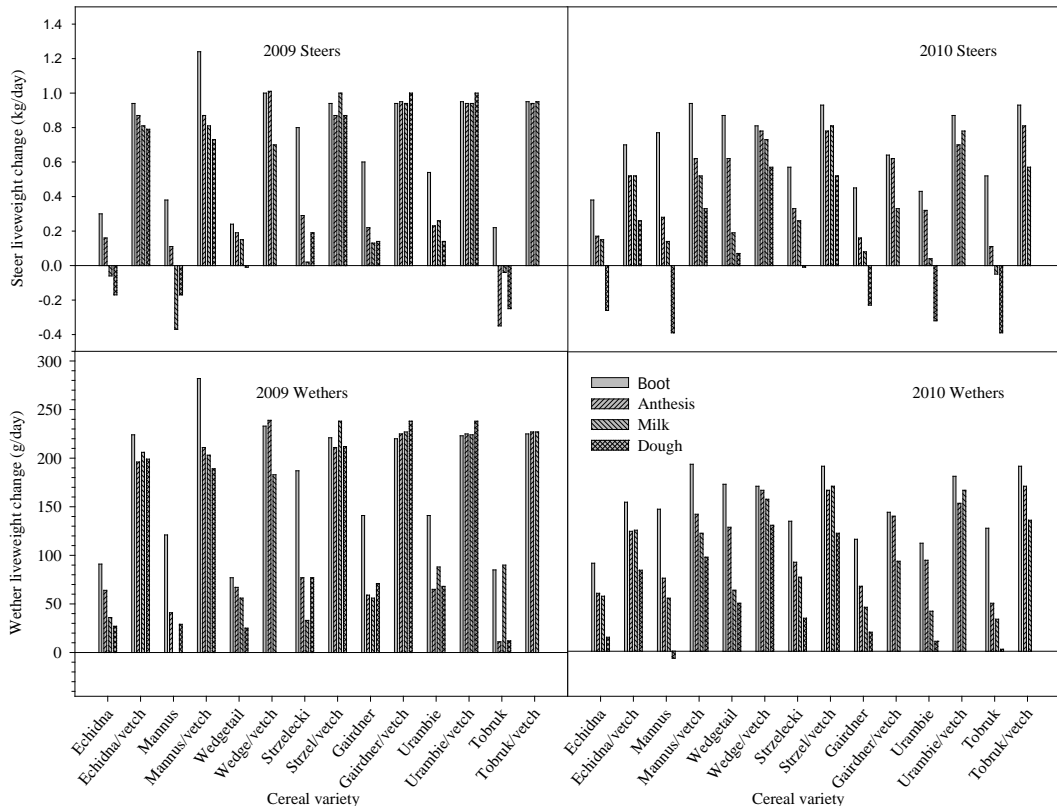 2009 Steers
2010 Steers
Steer liveweight change (kg/day)
1.4
1.2
1.0
0.8
0.6
0.4
0.2
0.0
-0.2
-0.4
2009 Wethers
2010 Wethers
Boot
Anthesis
Milk
Dough
Wether liveweight change (g/day)
300
250
200
150
100
50
0
Echidna
Echidna/vetch
Mannus
Mannus/vetch
Wedgetail
Wedge/vetch
Strzelecki
Strzel/vetch
Gairdner
Gairdner/vetch
Urambie
Urambie/vetch
Tobruk
Tobruk/vetch
Echidna
Echidna/vetch
Mannus
Mannus/vetch
Wedgetail
Wedge/vetch
Strzelecki
Strzel/vetch
Gairdner
Gairdner/vetch
Urambie
Urambie/vetch
Tobruk
Tobruk/vetch
Cereal variety
Cereal variety